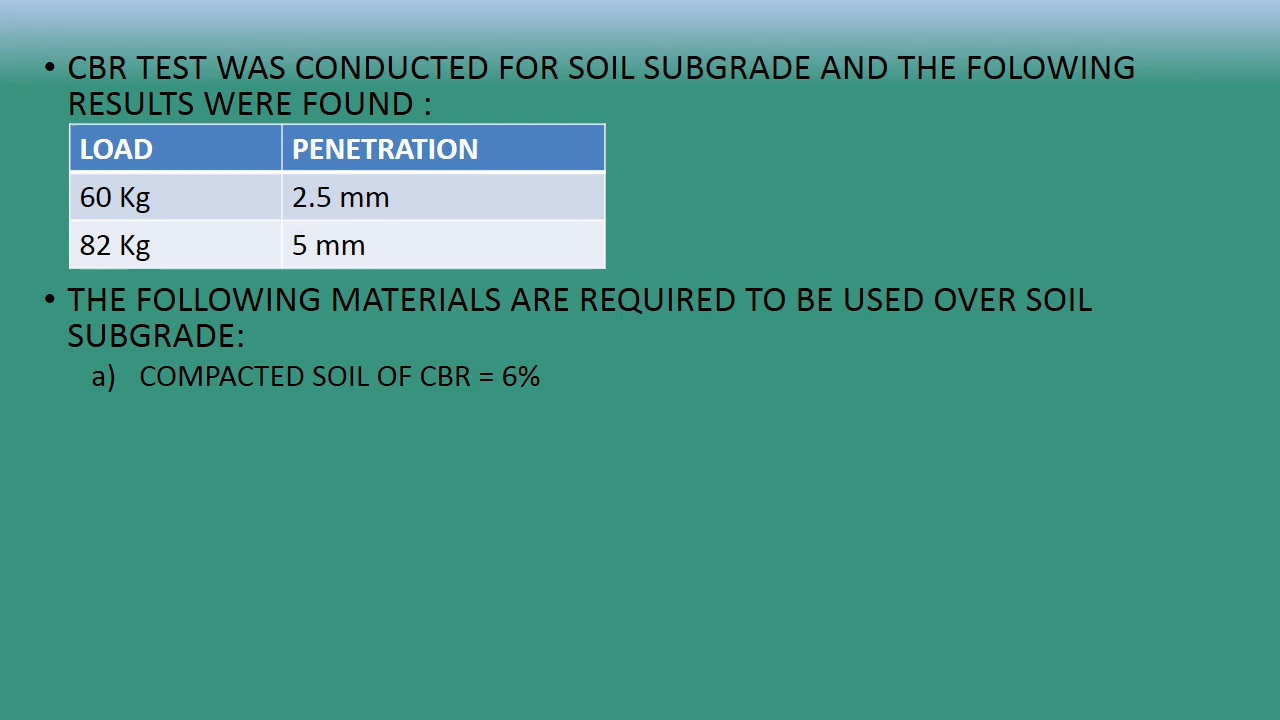 • CBR TEST WAS CONDUCTED FOR SOIL SUBGRADE AND THE FOLOWING
RESULTS WERE FOUND :
LOAD PENETRATION
60 Kg 2.5 mm
82 Kg 5 mm
• THE FOLLOWING MATERIALS ARE REQUIRED TO BE USED OVER SOIL
SUBGRADE:
a) COMPACTED SOIL OF CBR = 6%